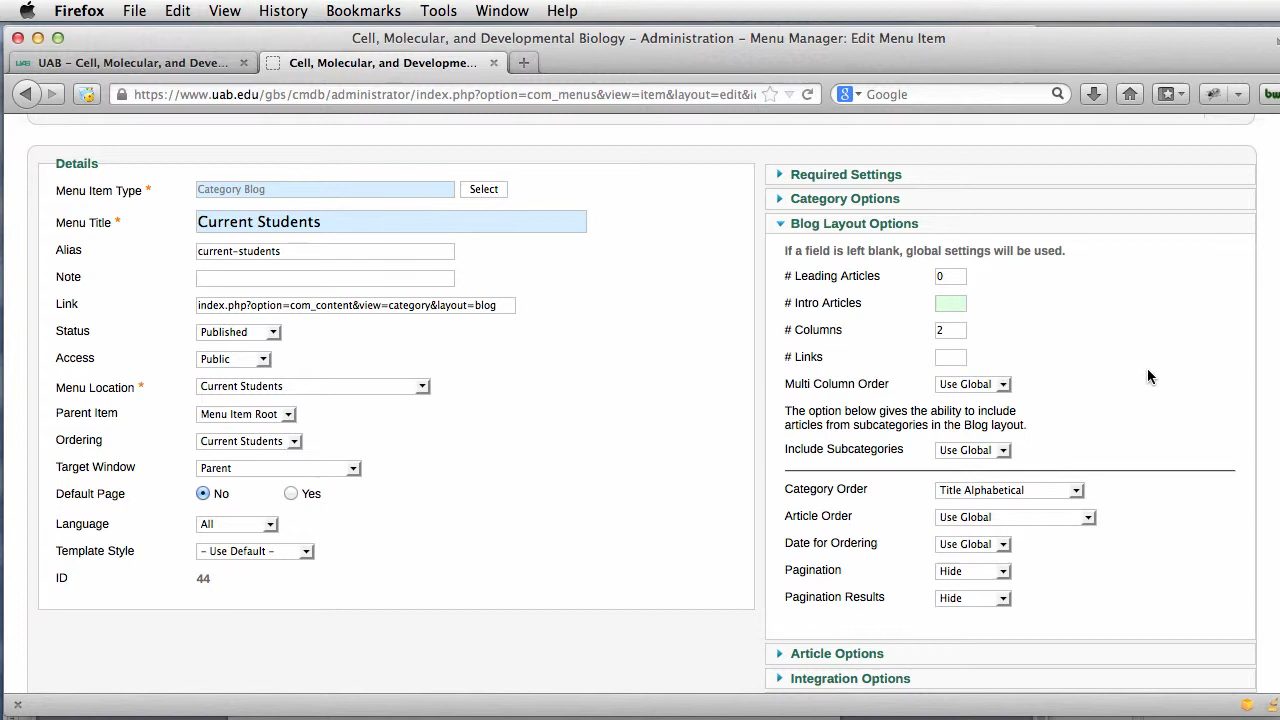 Firefox File Edit View History Bookmarks Tools Window Help
Cell, Molecular, and Developmental Biology – Administration – Menu Manager: Edit Menu Item
UAB – Cell, Molecular, and Deve... Cell, Molecular, and Developme...
https://www.uab.edu/gbs/cmdb/administrator/index.php?option=com_menus&view=item&layout=edit&i Google
Details
Menu Item Type * Category Blog Select
Menu Title * Current Students
Alias current-students
Note
Link index.php?option=com_content&view=category&layout=blog
Status Published
Access Public
Menu Location * Current Students
Parent Item Menu Item Root
Ordering Current Students
Target Window Parent
Default Page No Yes
Language All
Template Style – Use Default –
ID 44
Required Settings
Category Options
Blog Layout Options
If a field is left blank, global settings will be used.
# Leading Articles 0
# Intro Articles
# Columns 2
# Links
Multi Column Order Use Global
The option below gives the ability to include
articles from subcategories in the Blog layout.
Include Subcategories Use Global
Category Order Title Alphabetical
Article Order Use Global
Date for Ordering Use Global
Pagination Hide
Pagination Results Hide
Article Options
Integration Options